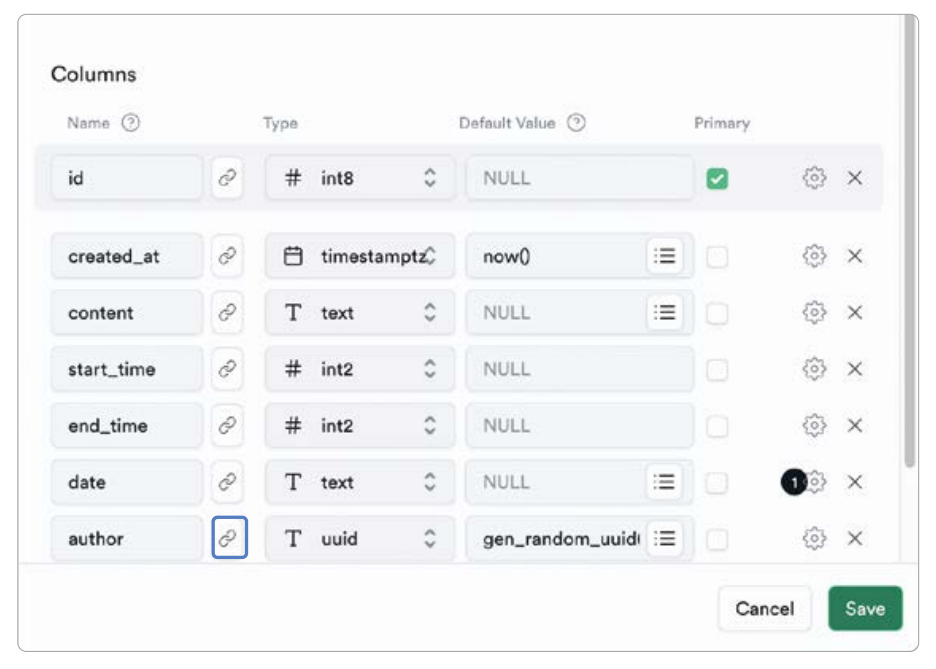 Columns
Name ? Type Default Value ? Primary
id # int8 NULL
created_at timestamptz now()
content T text NULL
start_time # int2 NULL
end_time # int2 NULL
date T text NULL 1
author T uuid gen_random_uuid(
Cancel Save